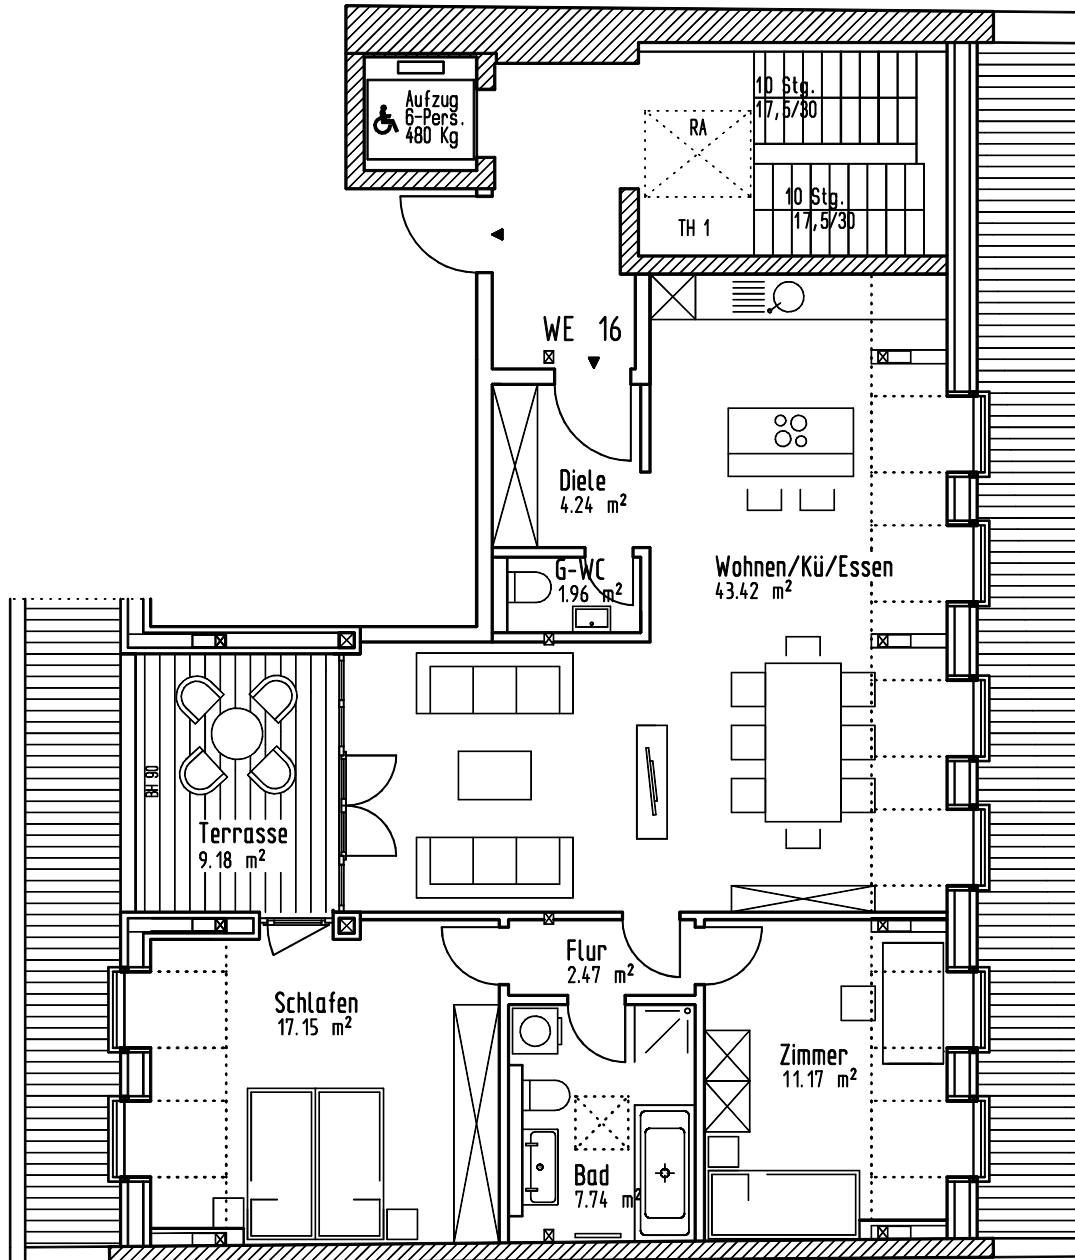 Aufzug
6-Pers.
480 Kg
10 Stg.
17,5/30
RA
10 Stg.
17,5/30
TH 1
WE 16
Diele
4.24 m²
G-WC
1.96 m²
Wohnen/Kü/Essen
43.42 m²
BH 90
Terrasse
9.18 m²
Flur
2.47 m²
Schlafen
17.15 m²
Zimmer
11.17 m²
Bad
7.74 m²